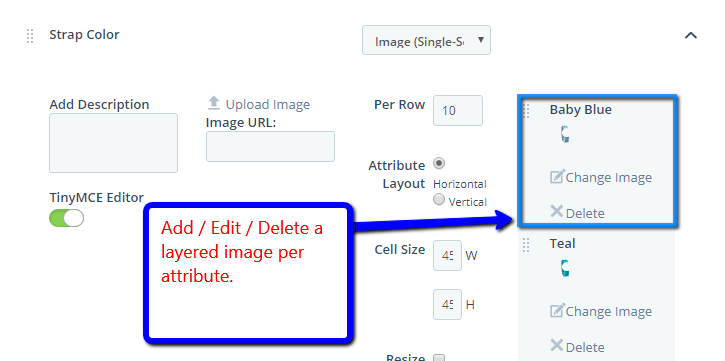 Strap Color
Image (Single-Se
Add Description
Upload Image
Image URL:
TinyMCE Editor
Per Row
10
Attribute
Layout
Horizontal
Vertical
Cell Size
45 W
45 H
Resize
Baby Blue
Change Image
Delete
Teal
Change Image
Delete
Add / Edit / Delete a
layered image per
attribute.